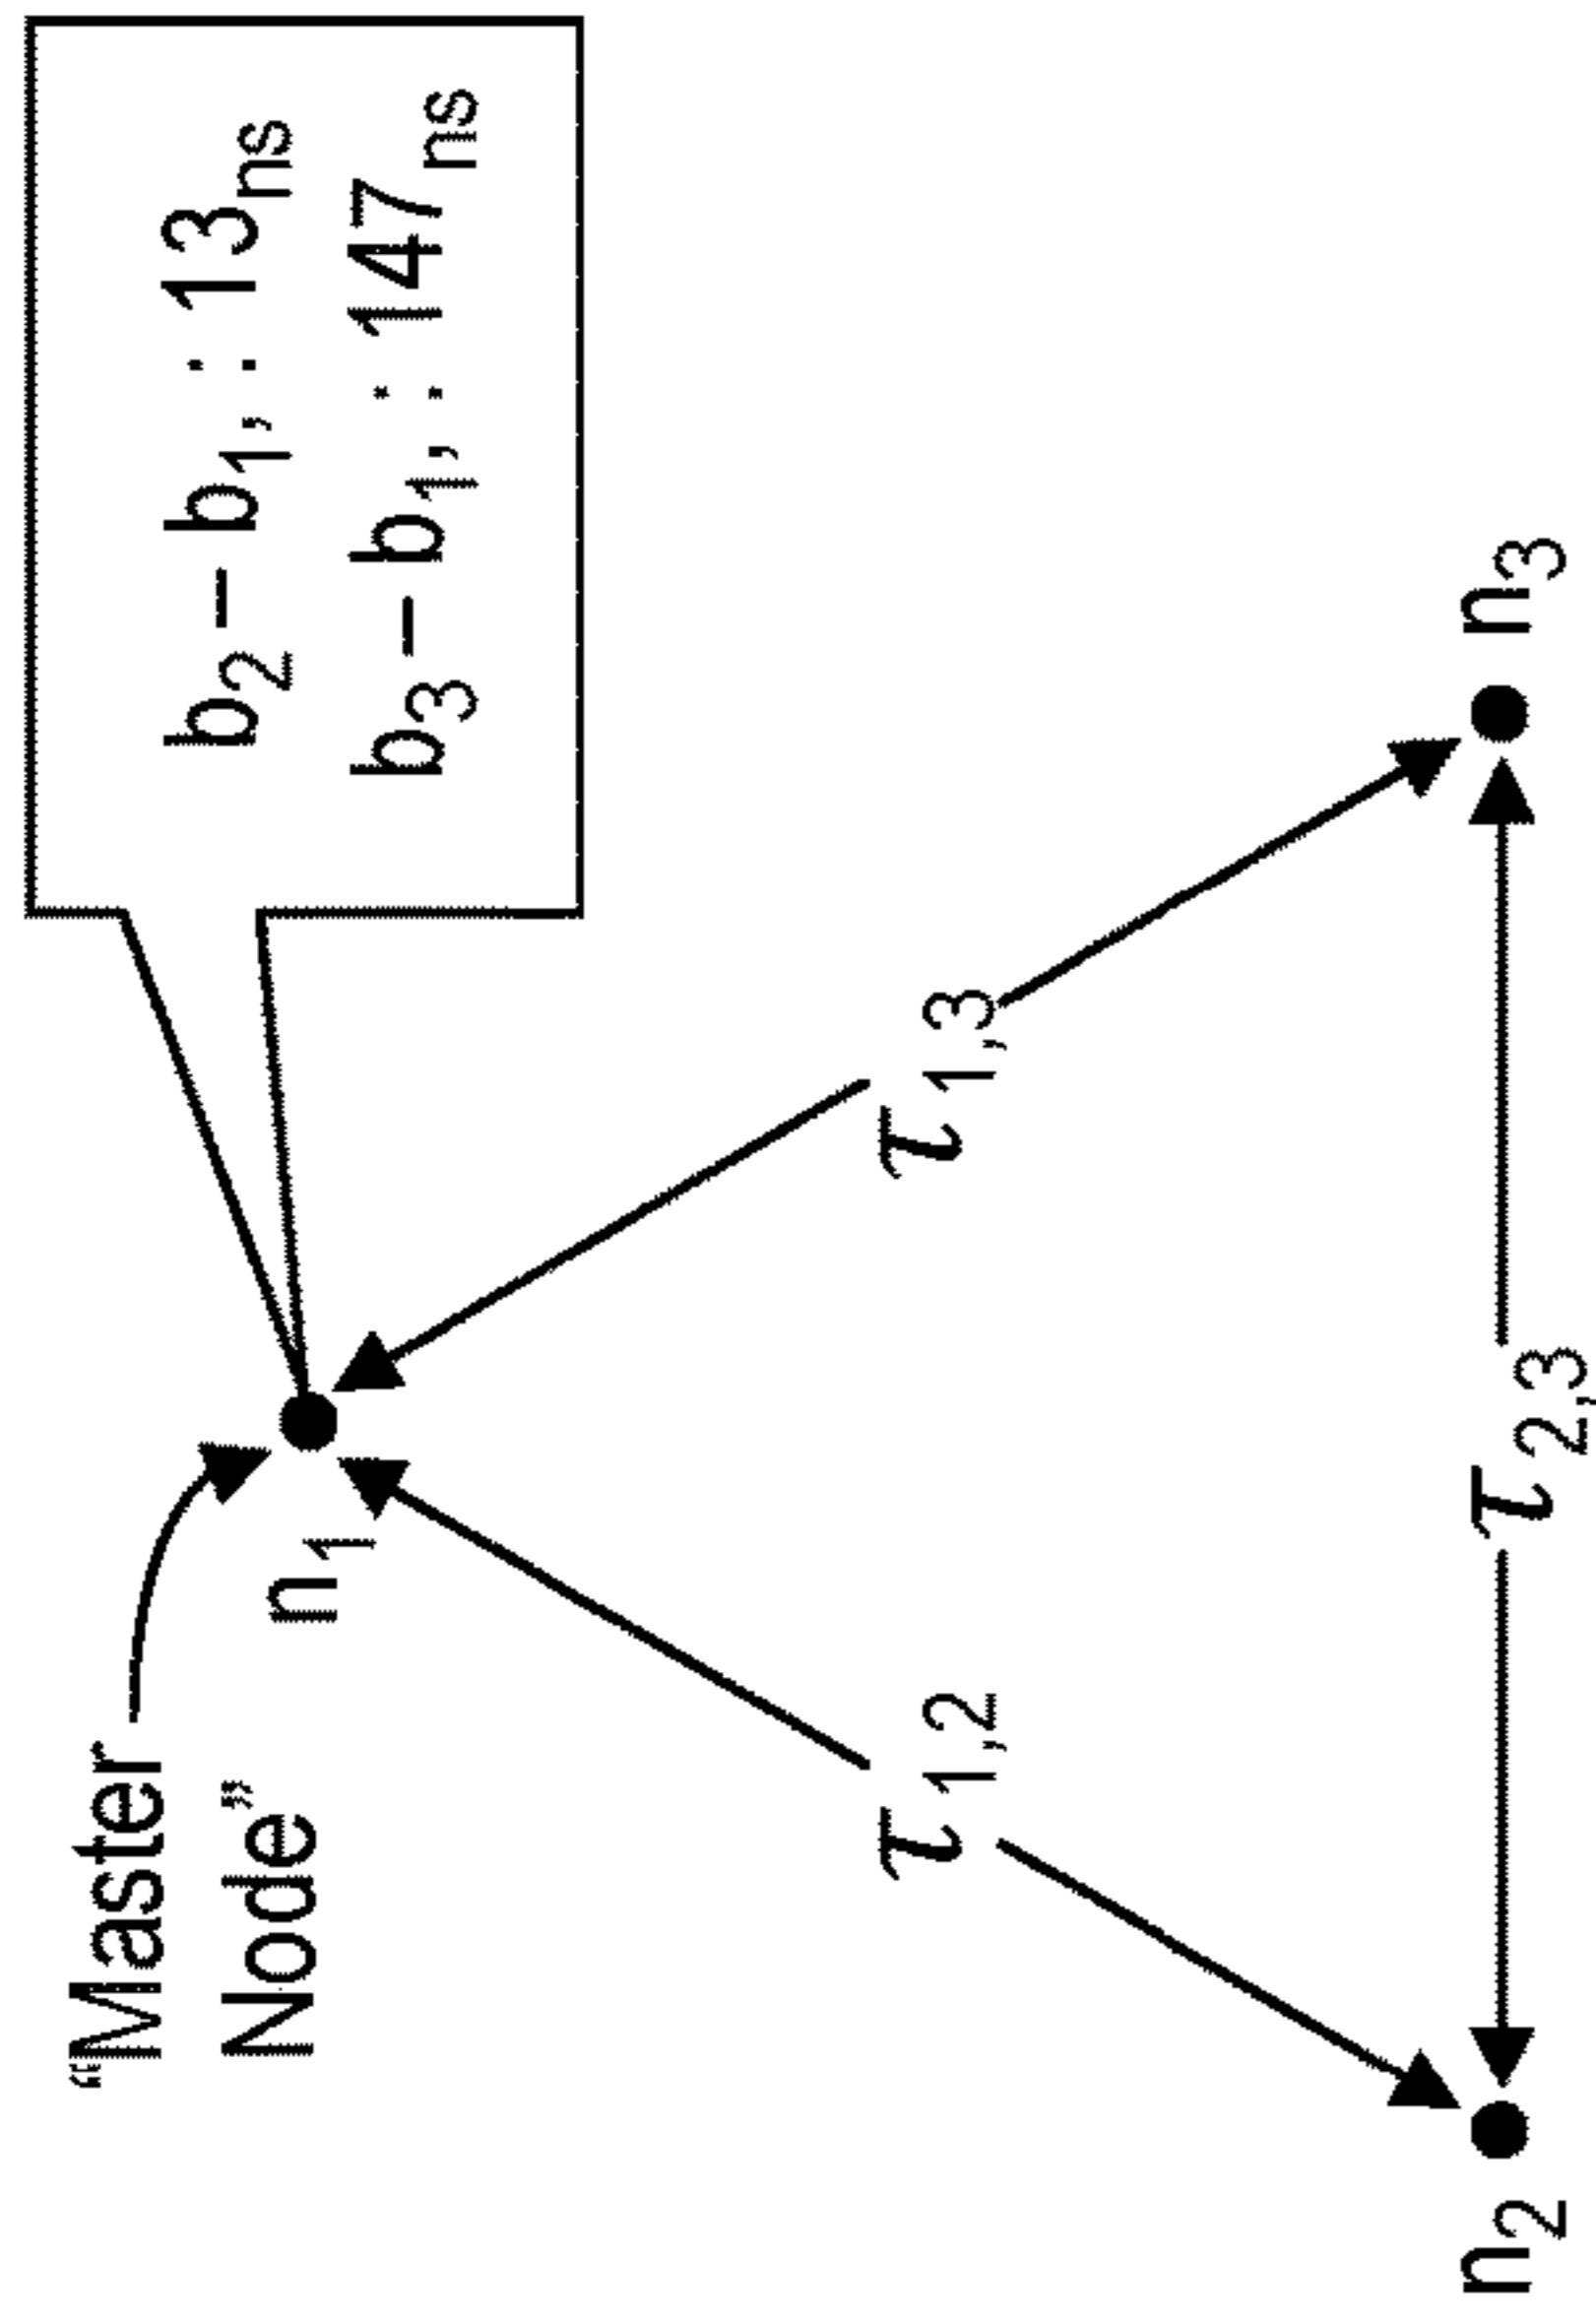 “Master
Node”
b2– b1, : 13ns
b3– b1, : 147ns
n1
τ1,2
τ1,3
n2
τ2,3
n3